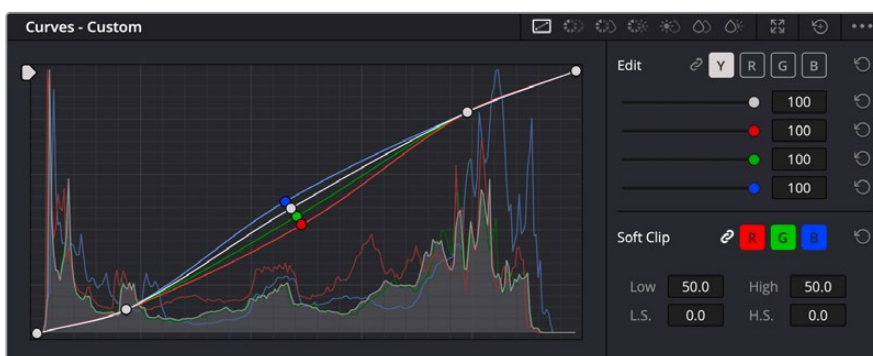 Curves - Custom
Edit Y R G B
100
100
100
100
Soft Clip R G B
Low 50.0 High 50.0
L.S. 0.0 H.S. 0.0